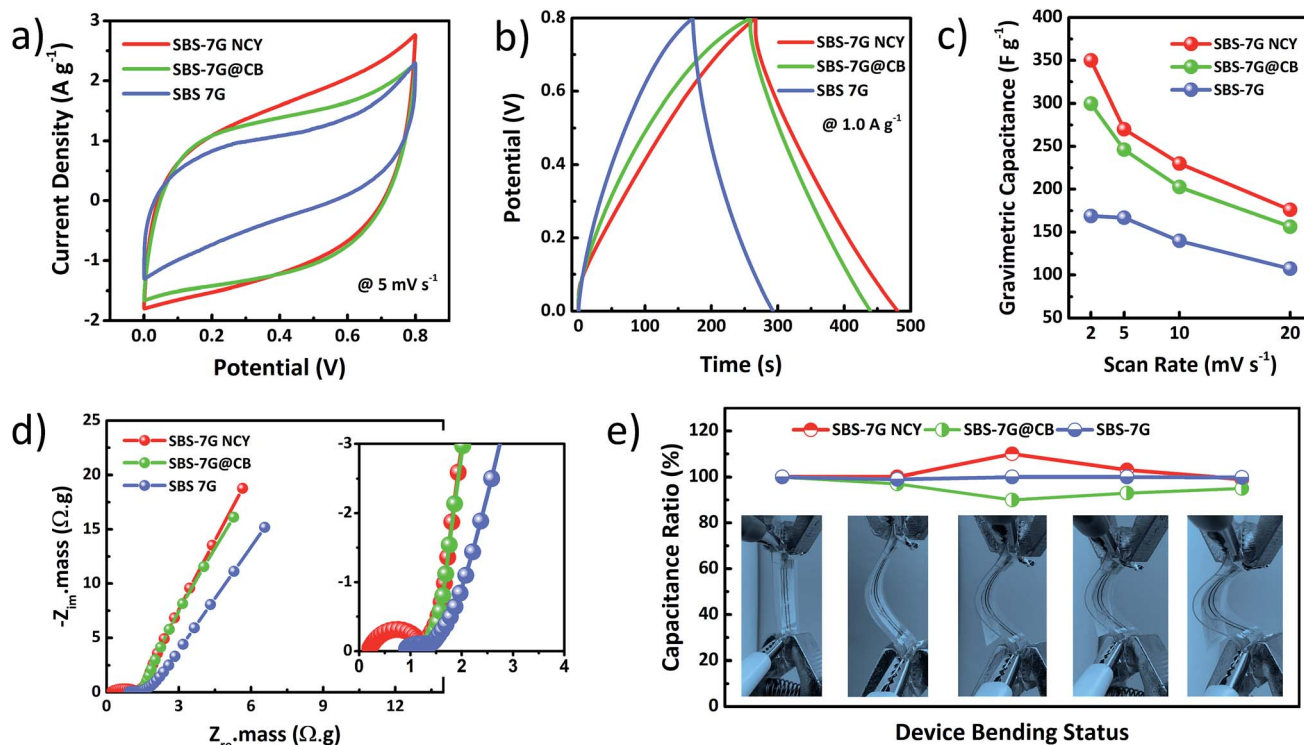 a)
3
2
1
0
-1
-2
Current Density (A g⁻¹)
SBS-7G NCY
SBS-7G@CB
SBS 7G
@ 5 mV s⁻¹
0.0 0.2 0.4 0.6 0.8
Potential (V)
b)
0.8
0.6
0.4
0.2
0.0
Potential (V)
SBS-7G NCY
SBS-7G@CB
SBS 7G
@ 1.0 A g⁻¹
0 100 200 300 400 500
Time (s)
c)
400
350
300
250
200
150
100
50
Gravimetric Capacitance (F g⁻¹)
SBS-7G NCY
SBS-7G@CB
SBS-7G
2 5 10 20
Scan Rate (mV s⁻¹)
d)
25
20
15
10
5
0
-Zim.mass (Ω.g)
SBS-7G NCY
SBS-7G@CB
SBS 7G
3 6 9 12
Zre.mass (Ω.g)
-3
-2
-1
0
0 1 2 3 4
e)
120
100
80
60
40
20
0
Capacitance Ratio (%)
SBS-7G NCY SBS-7G@CB SBS-7G
Device Bending Status